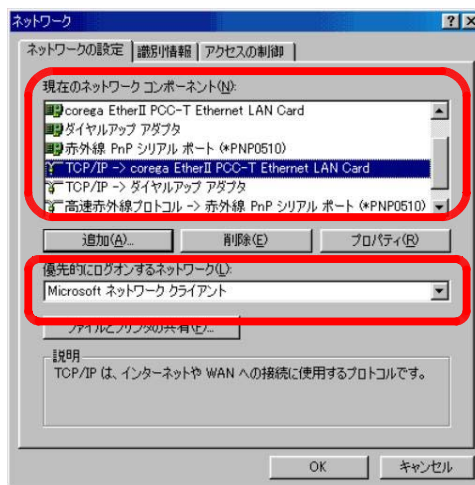 ネットワーク
ネットワークの設定 識別情報 アクセスの制御
現在のネットワーク コンポーネント(N):
corega EtherII PCC-T Ethernet LAN Card
ダイヤルアップ アダプタ
赤外線 PnP シリアル ポート (*PNP0510)
TCP/IP -> corega EtherII PCC-T Ethernet LAN Card
TCP/IP -> ダイヤルアップ アダプタ
高速赤外線プロトコル -> 赤外線 PnP シリアル ポート (*PNP0510)
追加(A)... 削除(E) プロパティ(R)
優先的にログオンするネットワーク(L):
Microsoft ネットワーク クライアント
ファイルとプリンタの共有(F)...
説明
TCP/IP は、インターネットや WAN への接続に使用するプロトコルです。
OK キャンセル